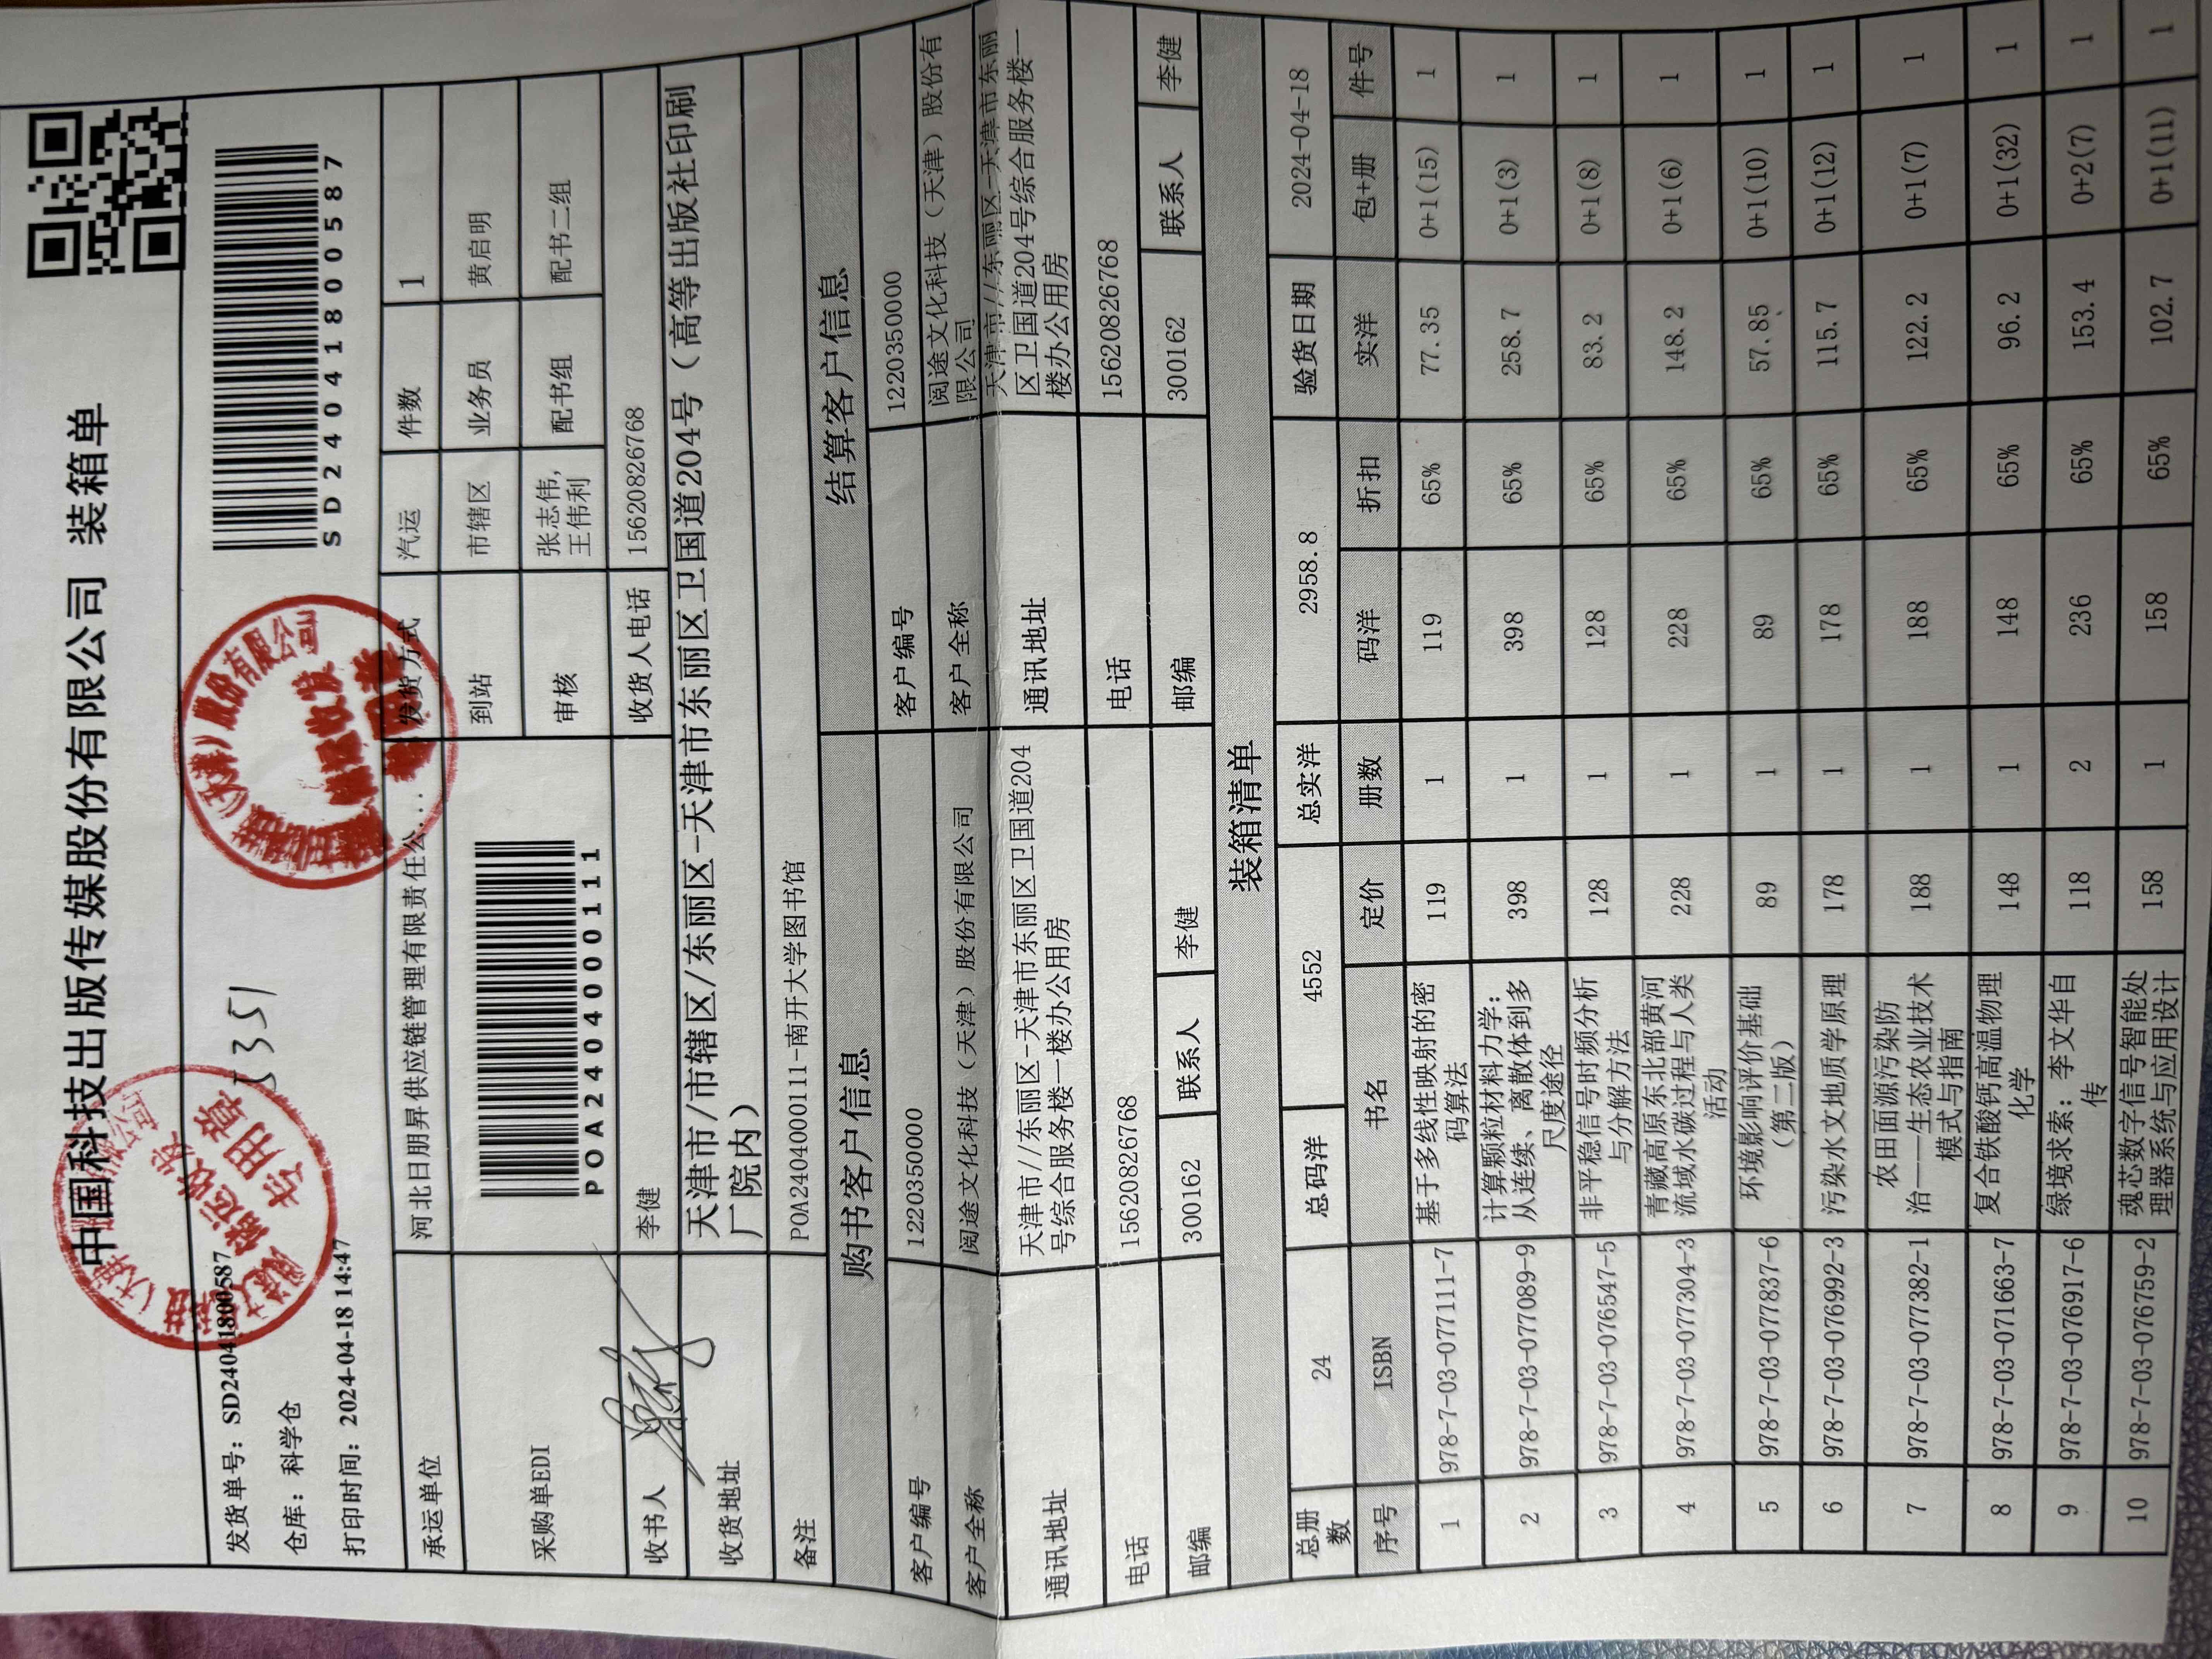 中国科技出版传媒股份有限公司 装箱单
发货单号：SD24041800587
仓库：科学仓
打印时间：2024-04-18 14:47
1351
SD24041800587
承运单位 河北日朋昇供应链管理有限责任公... 发货方式 汽运 件数 1
采购单EDI POA2404000111 到站 市辖区 业务员 黄启明
审核 张志伟, 配书组 配书二组
王伟利
收书人 李健 收货人电话 15620826768
收货地址 天津市/市辖区/东丽区-天津市东丽区卫国道204号（高等出版社印刷
厂院内）
备注 POA2404000111-南开大学图书馆
购书客户信息 结算客户信息
客户编号 1220350000 客户编号 1220350000
客户全称 阅途文化科技（天津）股份有限公司 客户全称 阅途文化科技（天津）股份有
限公司
通讯地址 天津市//东丽区-天津市东丽区卫国道204 通讯地址 天津市//东丽区-天津市东丽
号综合服务楼一楼办公用房 区卫国道204号综合服务楼一
楼办公用房
电话 15620826768 电话 15620826768
邮编 300162 联系人 李健 邮编 300162 联系人 李健
装箱清单
总册 24 总码洋 4552 总实洋 2958.8 验货日期 2024-04-18
数
序号 ISBN 书名 定价 册数 码洋 折扣 实洋 包+册 件号
1 978-7-03-077111-7 基于多线性映射的密 119 1 119 65% 77.35 0+1(15) 1
码算法
2 978-7-03-077089-9 计算颗粒材料力学： 398 1 398 65% 258.7 0+1(3) 1
从连续、离散体到多
尺度途径
3 978-7-03-076547-5 非平稳信号时频分析 128 1 128 65% 83.2 0+1(8) 1
与分解方法
4 978-7-03-077304-3 青藏高原东北部黄河 228 1 228 65% 148.2 0+1(6) 1
流域水碳过程与人类
活动
5 978-7-03-077837-6 环境影响评价基础 89 1 89 65% 57.85 0+1(10) 1
（第二版）
6 978-7-03-076992-3 污染水文地质学原理 178 1 178 65% 115.7 0+1(12) 1
7 978-7-03-077382-1 农田面源污染防 188 1 188 65% 122.2 0+1(7) 1
治——生态农业技术
模式与指南
8 978-7-03-071663-7 复合铁酸钙高温物理 148 1 148 65% 96.2 0+1(32) 1
化学
9 978-7-03-076917-6 绿境求索：李文华自 118 2 236 65% 153.4 0+2(7) 1
传
10 978-7-03-076759-2 魂芯数字信号智能处 158 1 158 65% 102.7 0+1(11) 1
理器系统与应用设计